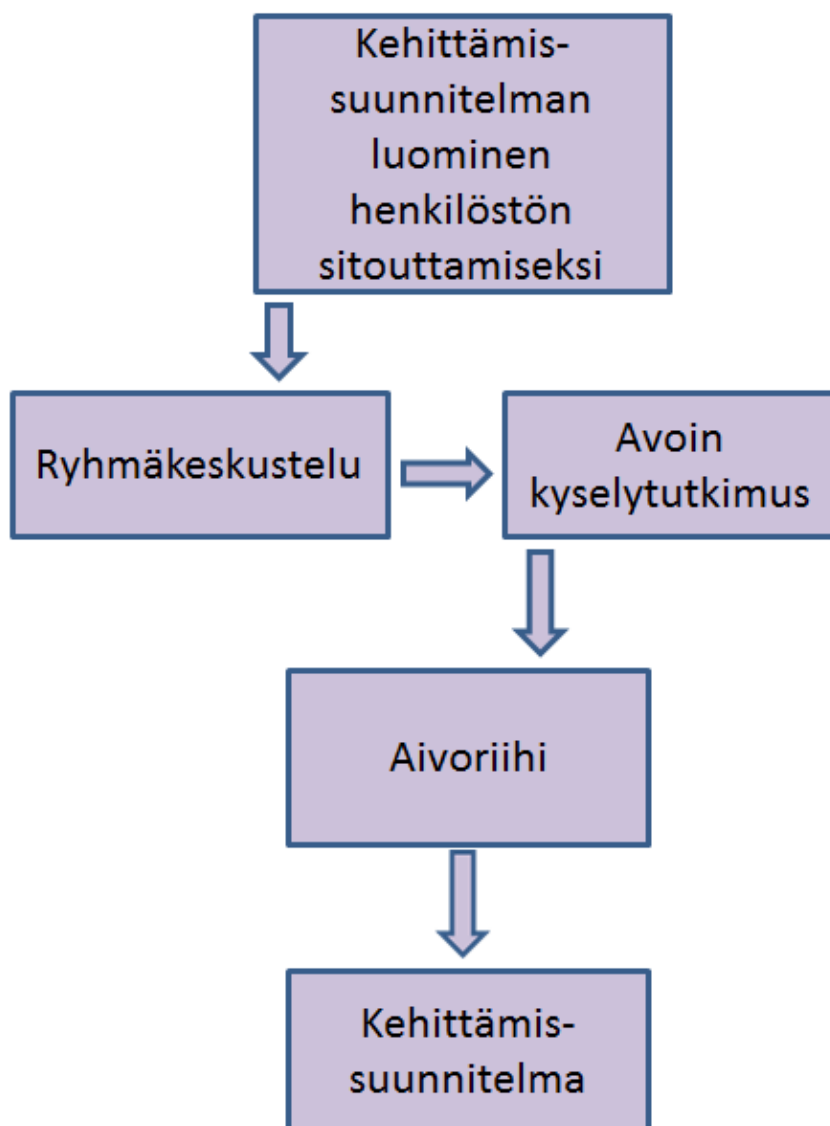 Kehittämis-
suunnitelman
luominen
henkilöstön
sitouttamiseksi
Ryhmäkeskustelu
Avoin
kyselytutkimus
Aivoriihi
Kehittämis-
suunnitelma